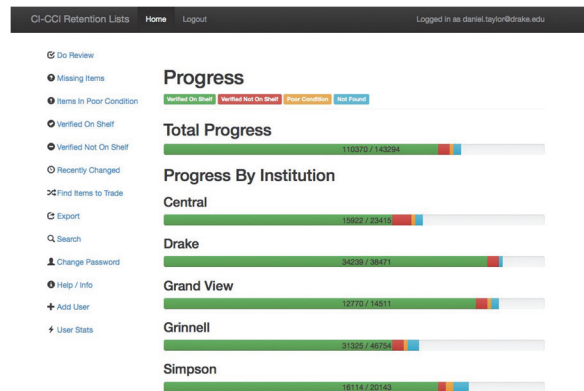 CI-CCI Retention Lists Home Logout Logged in as daniel.taylor@drake.edu
Do Review
Missing Items
Items In Poor Condition
Verified On Shelf
Verified Not On Shelf
Recently Changed
Find Items to Trade
Export
Search
Change Password
Help / Info
Add User
User Stats
Progress
Verified On Shelf Verified Not On Shelf Poor Condition Not Found
Total Progress
110370 / 143294
Progress By Institution
Central
15922 / 23415
Drake
34239 / 38471
Grand View
12770 / 14511
Grinnell
31325 / 46754
Simpson
16114 / 20143